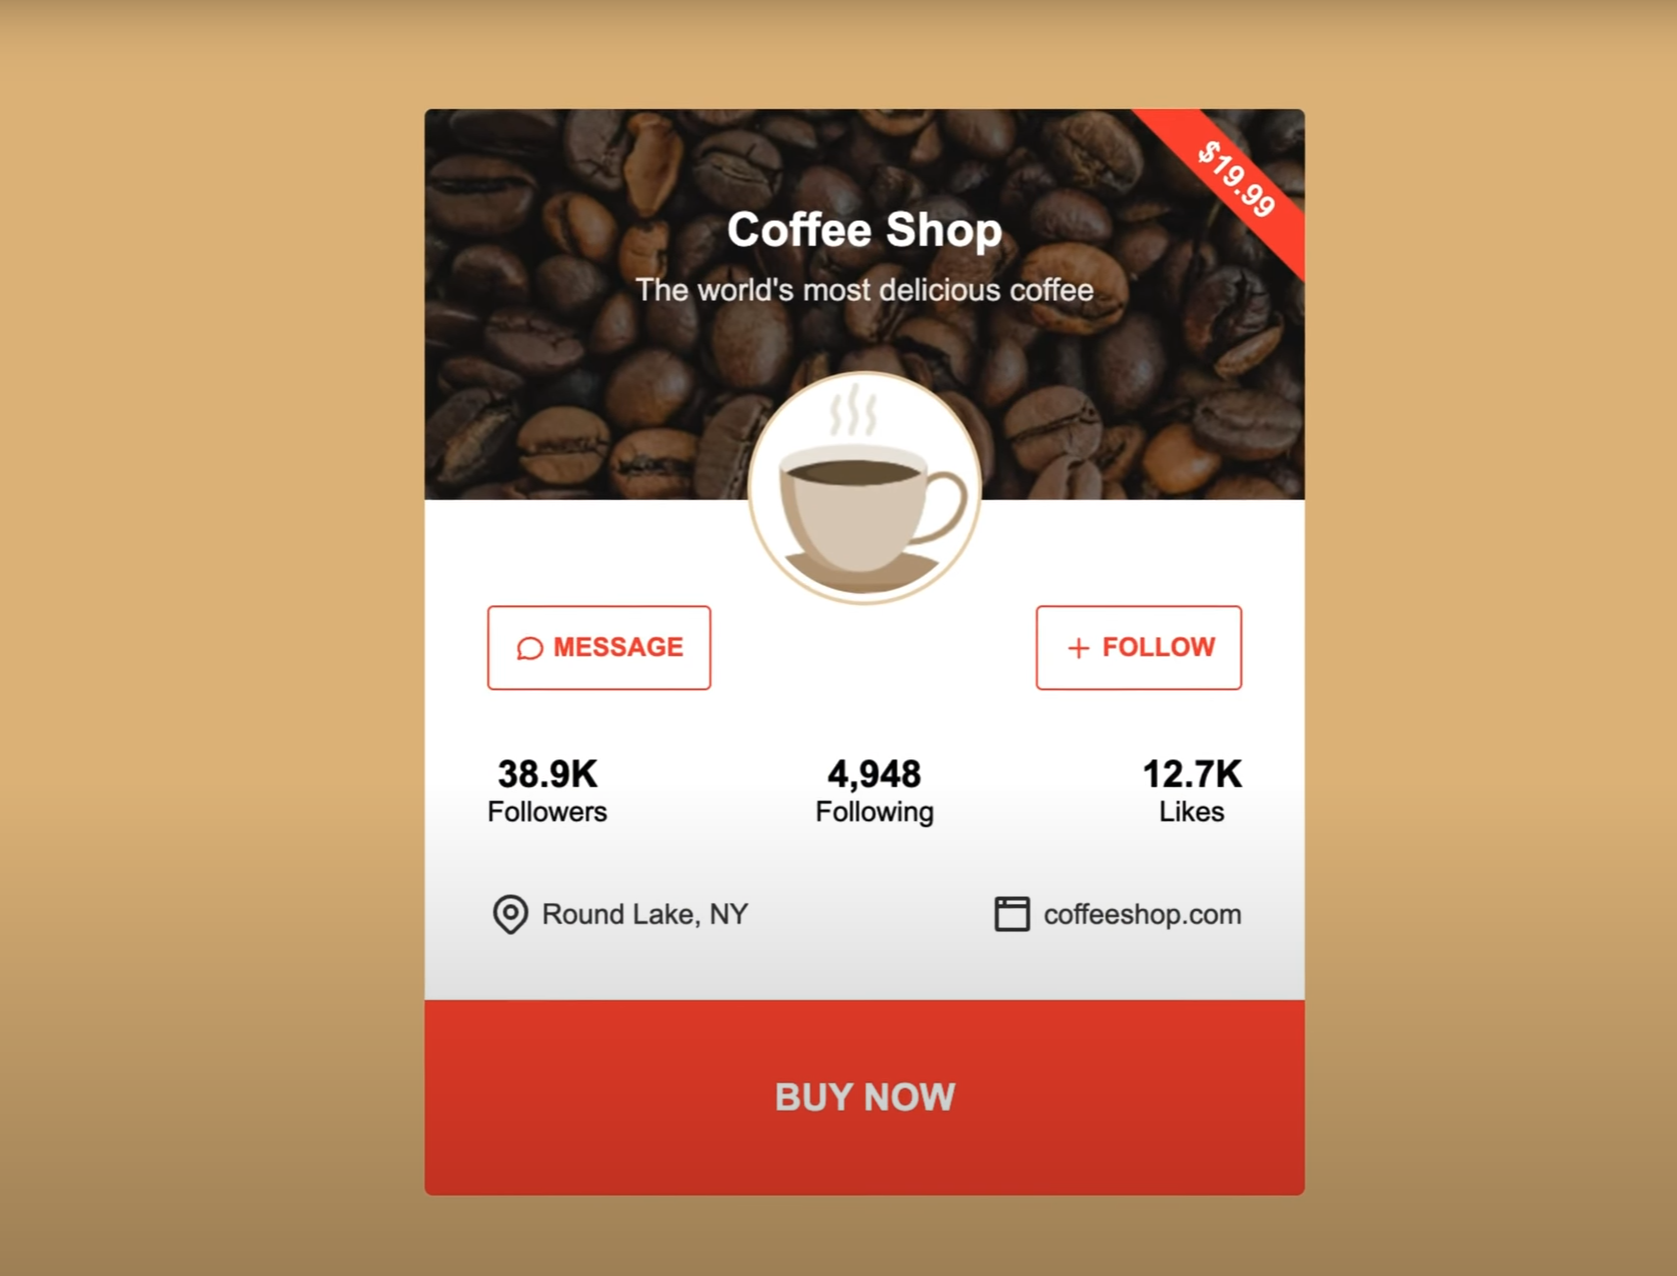 $19.99
Coffee Shop
The world's most delicious coffee
MESSAGE
FOLLOW
38.9K
Followers
4,948
Following
12.7K
Likes
Round Lake, NY
coffeeshop.com
BUY NOW